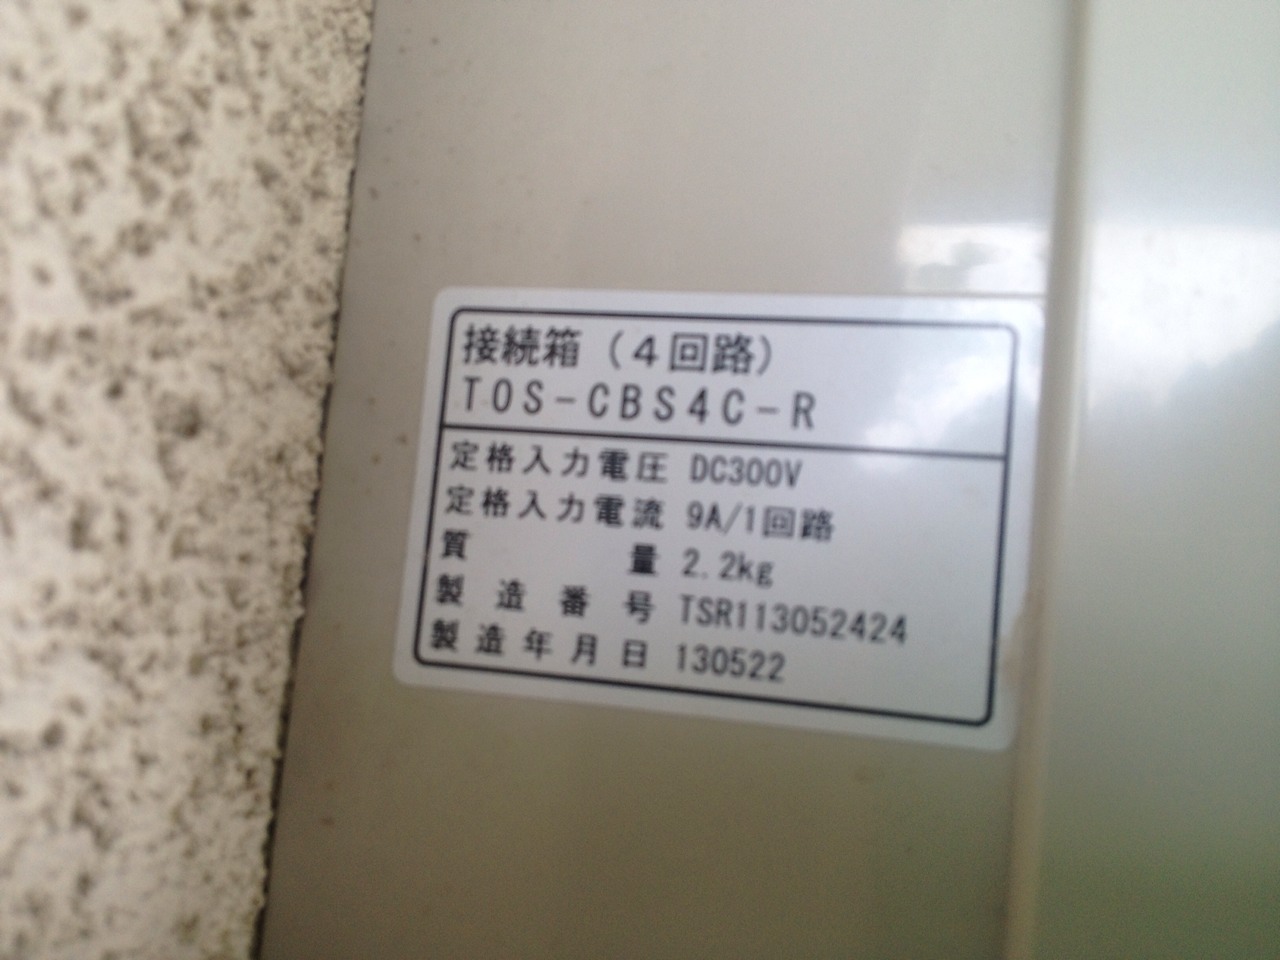 接続箱（４回路）
TOS-CBS4C-R
定格入力電圧 DC300V
定格入力電流 9A/1回路
質量 2.2kg
製造番号 TSR113052424
製造年月日 130522